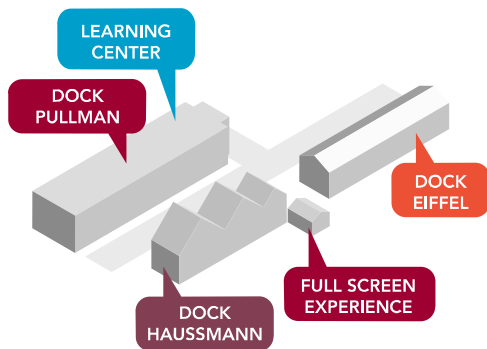 LEARNING
CENTER
DOCK
PULLMAN
DOCK
EIFFEL
FULL SCREEN
EXPERIENCE
DOCK
HAUSSMANN